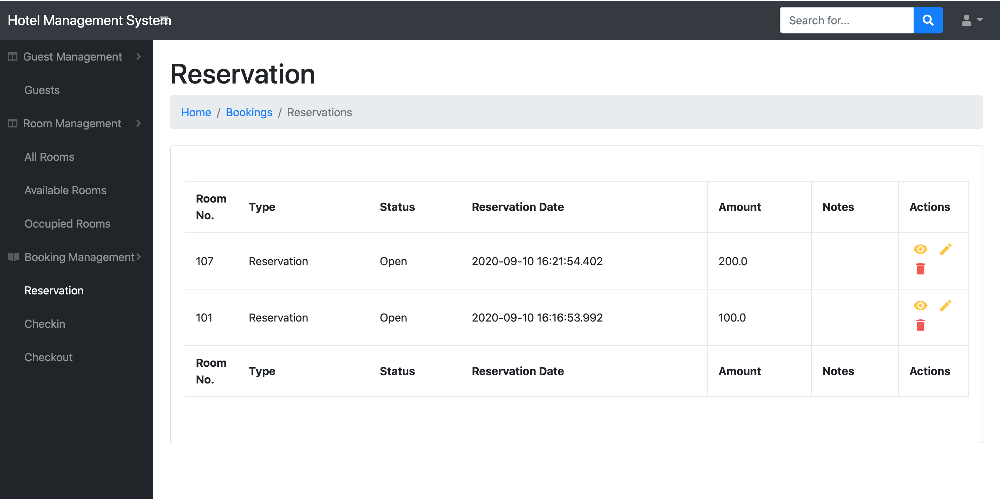 Hotel Management System
Search for...
Guest Management
Guests
Room Management
All Rooms
Available Rooms
Occupied Rooms
Booking Management
Reservation
Checkin
Checkout
Reservation
Home / Bookings / Reservations
Room No. Type Status Reservation Date Amount Notes Actions
107 Reservation Open 2020-09-10 16:21:54.402 200.0
101 Reservation Open 2020-09-10 16:16:53.992 100.0
Room No. Type Status Reservation Date Amount Notes Actions